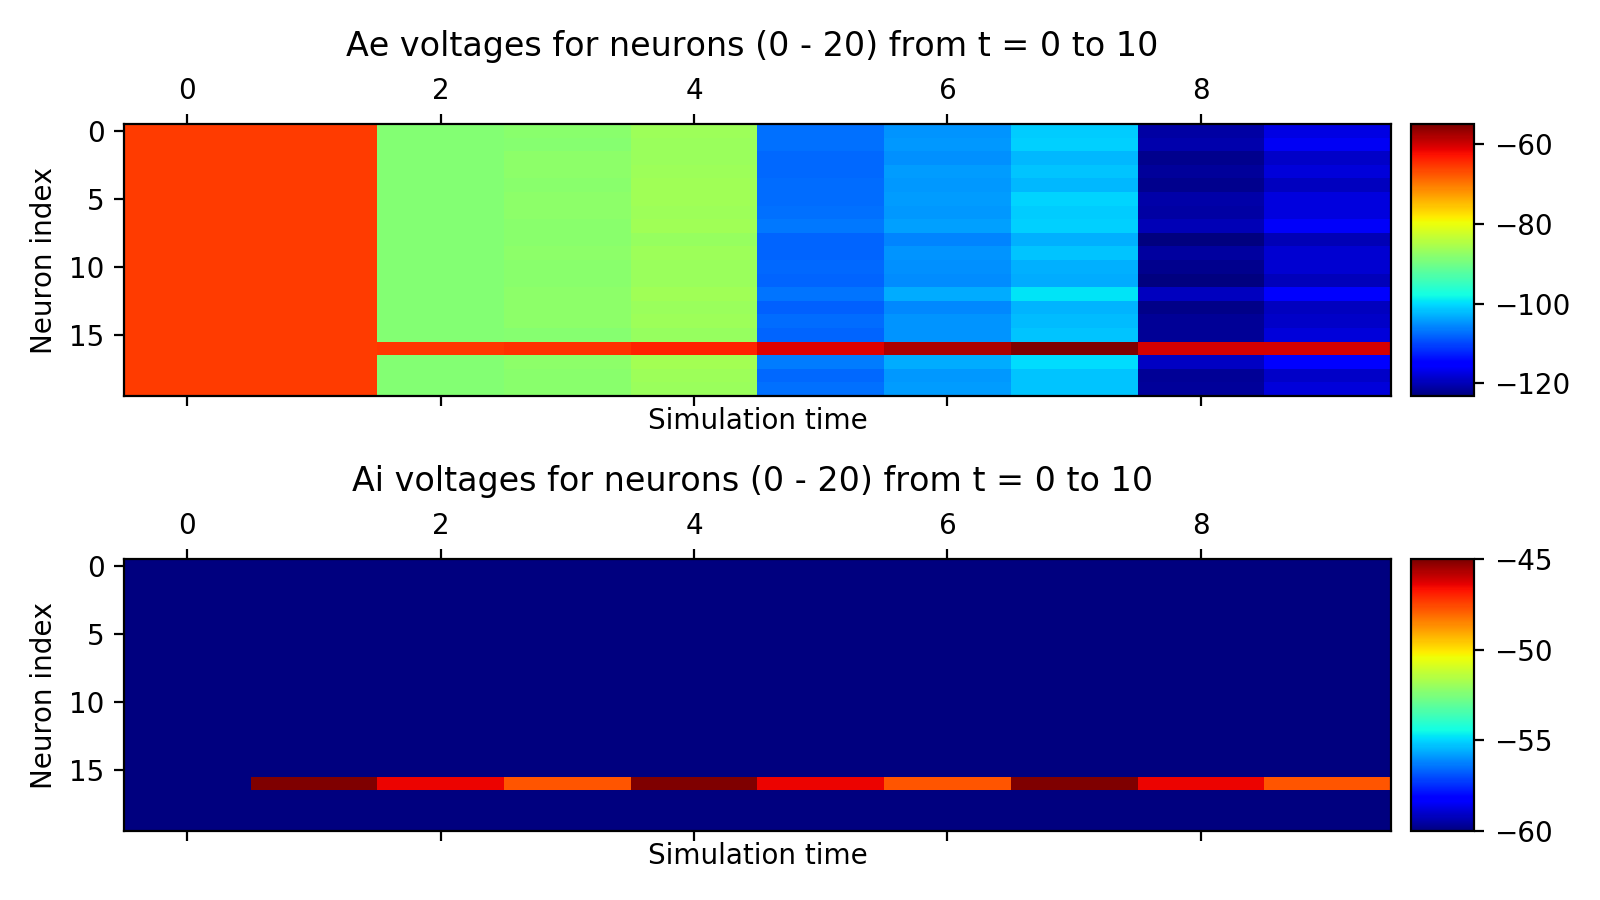 Ae voltages for neurons (0 - 20) from t = 0 to 10
0 2 4 6 8
Neuron index
0
5
10
15
−60
−80
−100
−120
Simulation time
Ai voltages for neurons (0 - 20) from t = 0 to 10
0 2 4 6 8
Neuron index
0
5
10
15
−45
−50
−55
−60
Simulation time